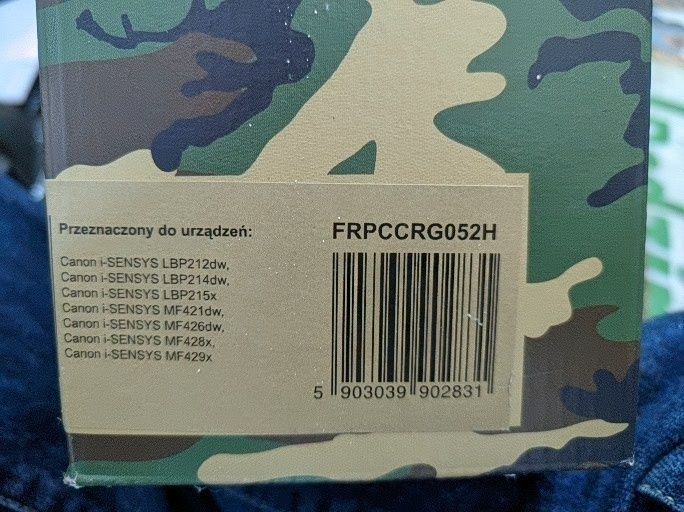 Przeznaczony do urządzeń:
FRPCCRG052H
Canon i-SENSYS LBP212dw,
Canon i-SENSYS LBP214dw,
Canon i-SENSYS LBP215x
Canon i-SENSYS MF421dw,
Canon i-SENSYS MF426dw,
Canon i-SENSYS MF428x,
Canon i-SENSYS MF429x
5 903039 902831